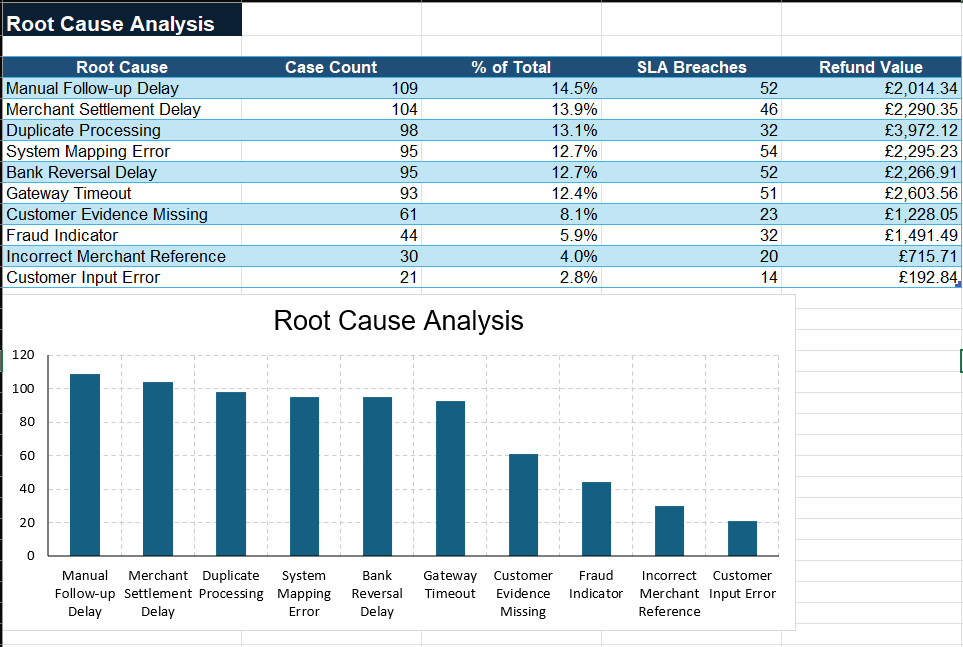 Root Cause Analysis
Root Cause Case Count % of Total SLA Breaches Refund Value
Manual Follow-up Delay 109 14.5% 52 £2,014.34
Merchant Settlement Delay 104 13.9% 46 £2,290.35
Duplicate Processing 98 13.1% 32 £3,972.12
System Mapping Error 95 12.7% 54 £2,295.23
Bank Reversal Delay 95 12.7% 52 £2,266.91
Gateway Timeout 93 12.4% 51 £2,603.56
Customer Evidence Missing 61 8.1% 23 £1,228.05
Fraud Indicator 44 5.9% 32 £1,491.49
Incorrect Merchant Reference 30 4.0% 20 £715.71
Customer Input Error 21 2.8% 14 £192.84
Root Cause Analysis
120
100
80
60
40
20
0
Manual Merchant Duplicate System Bank Gateway Customer Fraud Incorrect Customer
Follow-up Settlement Processing Mapping Reversal Timeout Evidence Indicator Merchant Input Error
Delay Delay Error Delay Missing Reference